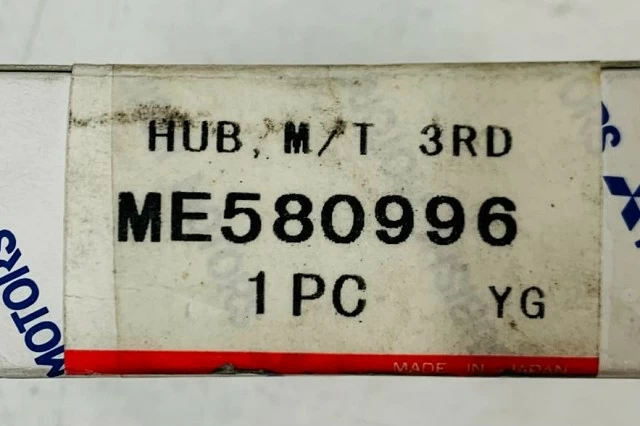 HUB, M/T 3RD
ME580996
1 PC YG
MADE IN JAPAN
MOTORS